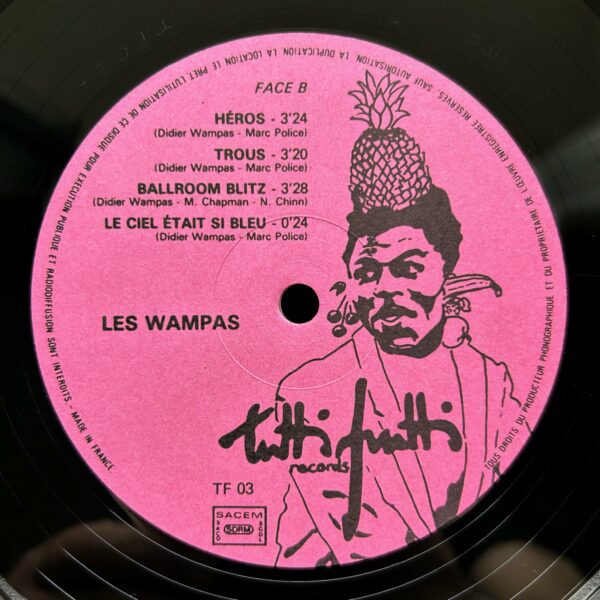 FACE B
HÉROS - 3'24
(Didier Wampas - Marc Police)
TROUS - 3'20
(Didier Wampas - Marc Police)
BALLROOM BLITZ - 3'28
(Didier Wampas - M. Chapman - N. Chinn)
LE CIEL ÉTAIT SI BLEU - 0'24
(Didier Wampas - Marc Police)
LES WAMPAS
tutti frutti
records
TF 03
SACEM
SACD
SDRM
SGDL
TOUS DROITS DU PRODUCTEUR PHONOGRAPHIQUE ET DU PROPRIETAIRE DE L'ŒUVRE ENREGISTREE RESERVES. SAUF AUTORISATION LA DUPLICATION LA LOCATION LE PRET L'UTILISATION DE CE DISQUE POUR EXECUTION PUBLIQUE ET RADIODIFFUSION SONT INTERDITS - MADE IN FRANCE